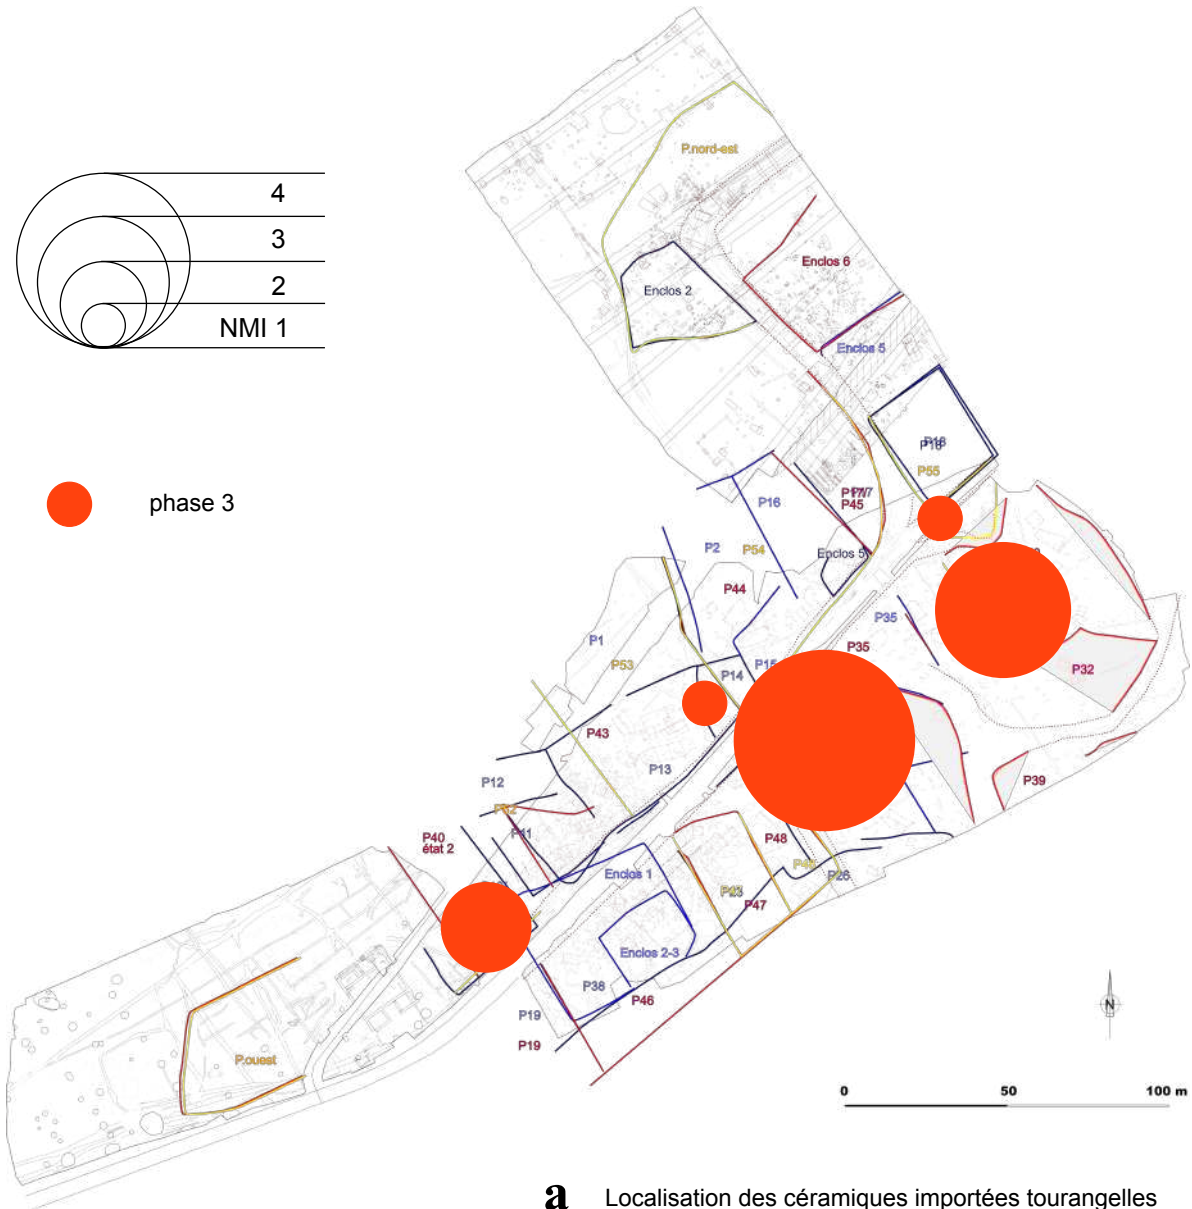 4
3
2
NMI 1
phase 3
P.nord-est
Enclos 6
Enclos 2
Enclos 5
P18
P55
P16
P45
P2
P54
Enclos 5
P44
P1
P53
P35
P35
P14
P15
P32
P43
P13
P12
P39
P40
état 2
P48
P26
Enclos 1
P47
Enclos 2-3
P38
P46
P19
P19
P.ouest
N
0 50 100 m
a Localisation des céramiques importées tourangelles